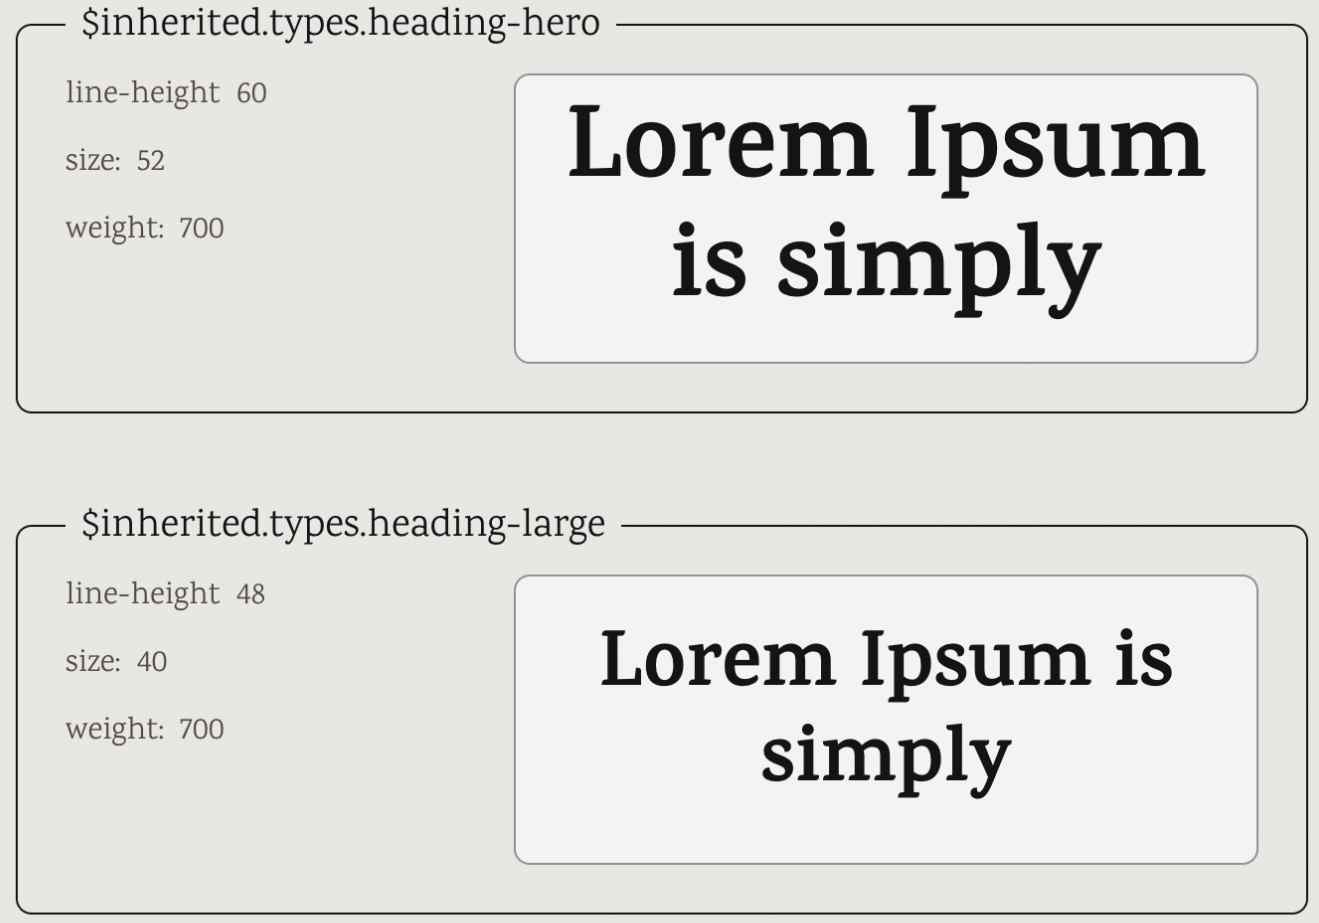 $inherited.types.heading-hero
line-height 60
size: 52
weight: 700
Lorem Ipsum
is simply
$inherited.types.heading-large
line-height 48
size: 40
weight: 700
Lorem Ipsum is
simply